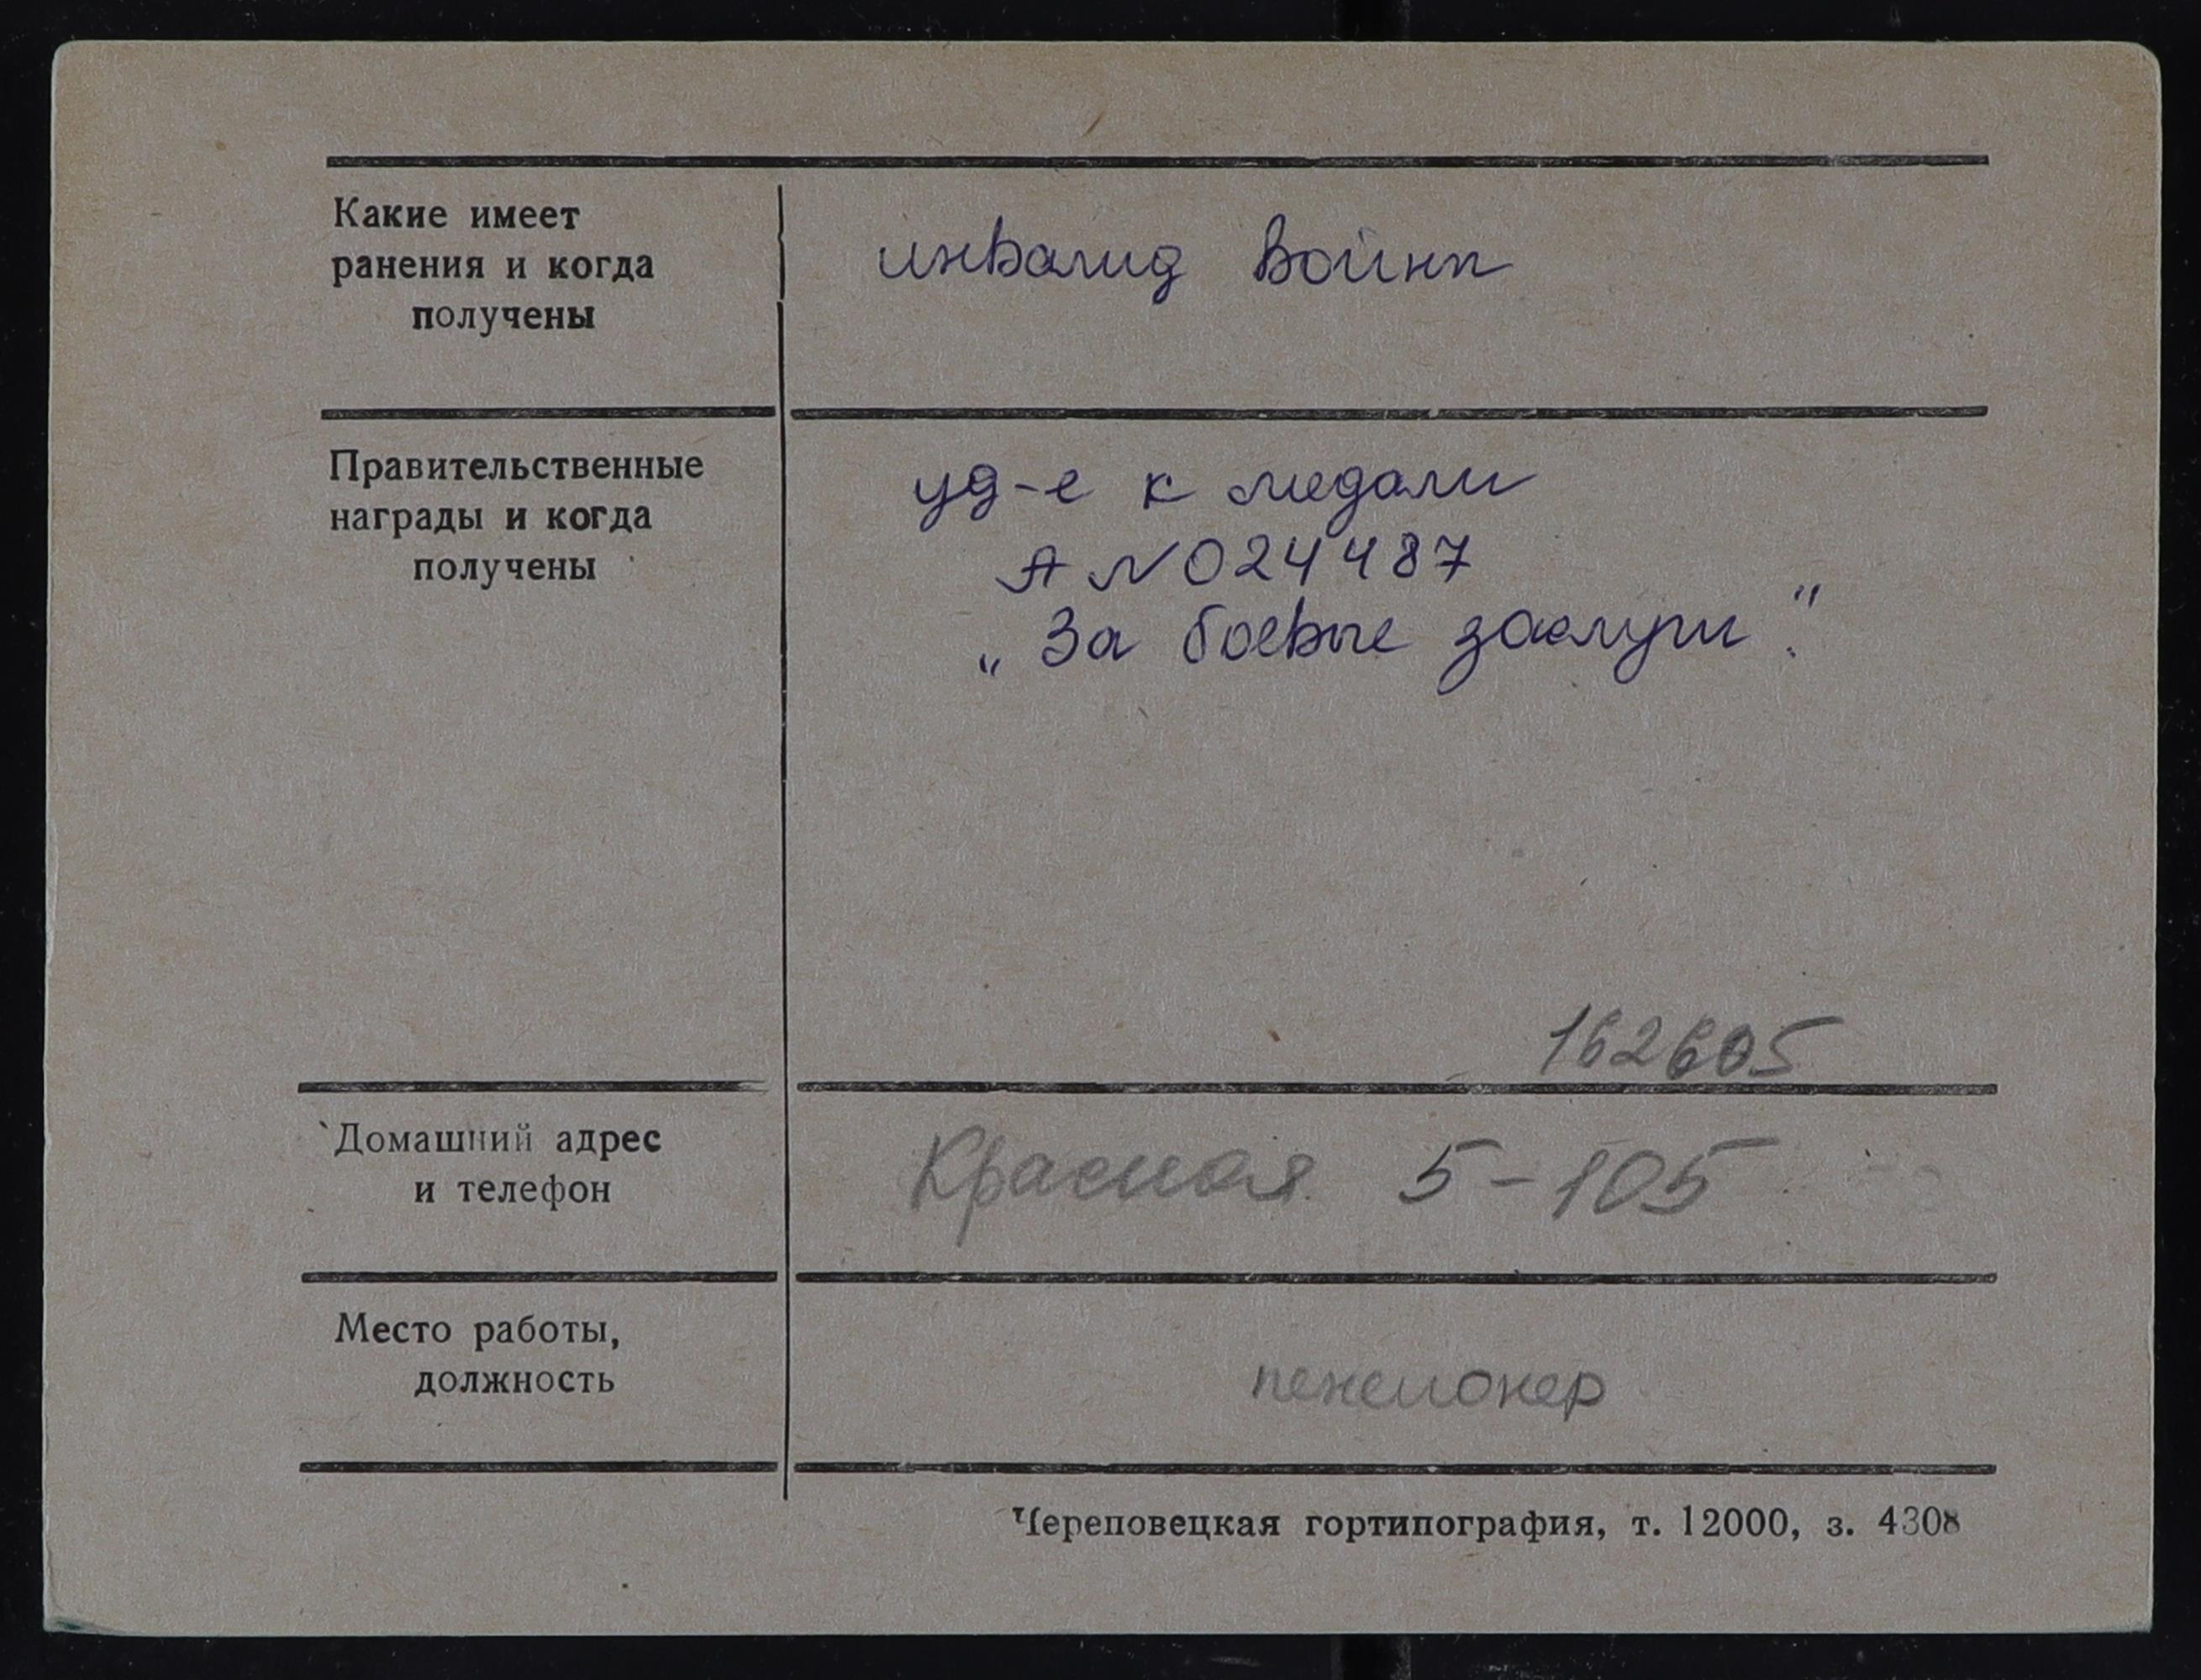 Какие имеет
ранения и когда
получены
инвалид войны
Правительственные
награды и когда
получены
уд-е к медали
А N 024487
„За боевые заслуги".
162605
Домашний адрес
и телефон
Красная 5-105
Место работы,
должность
пенсионер
Череповецкая гортипография, т. 12000, з. 4308